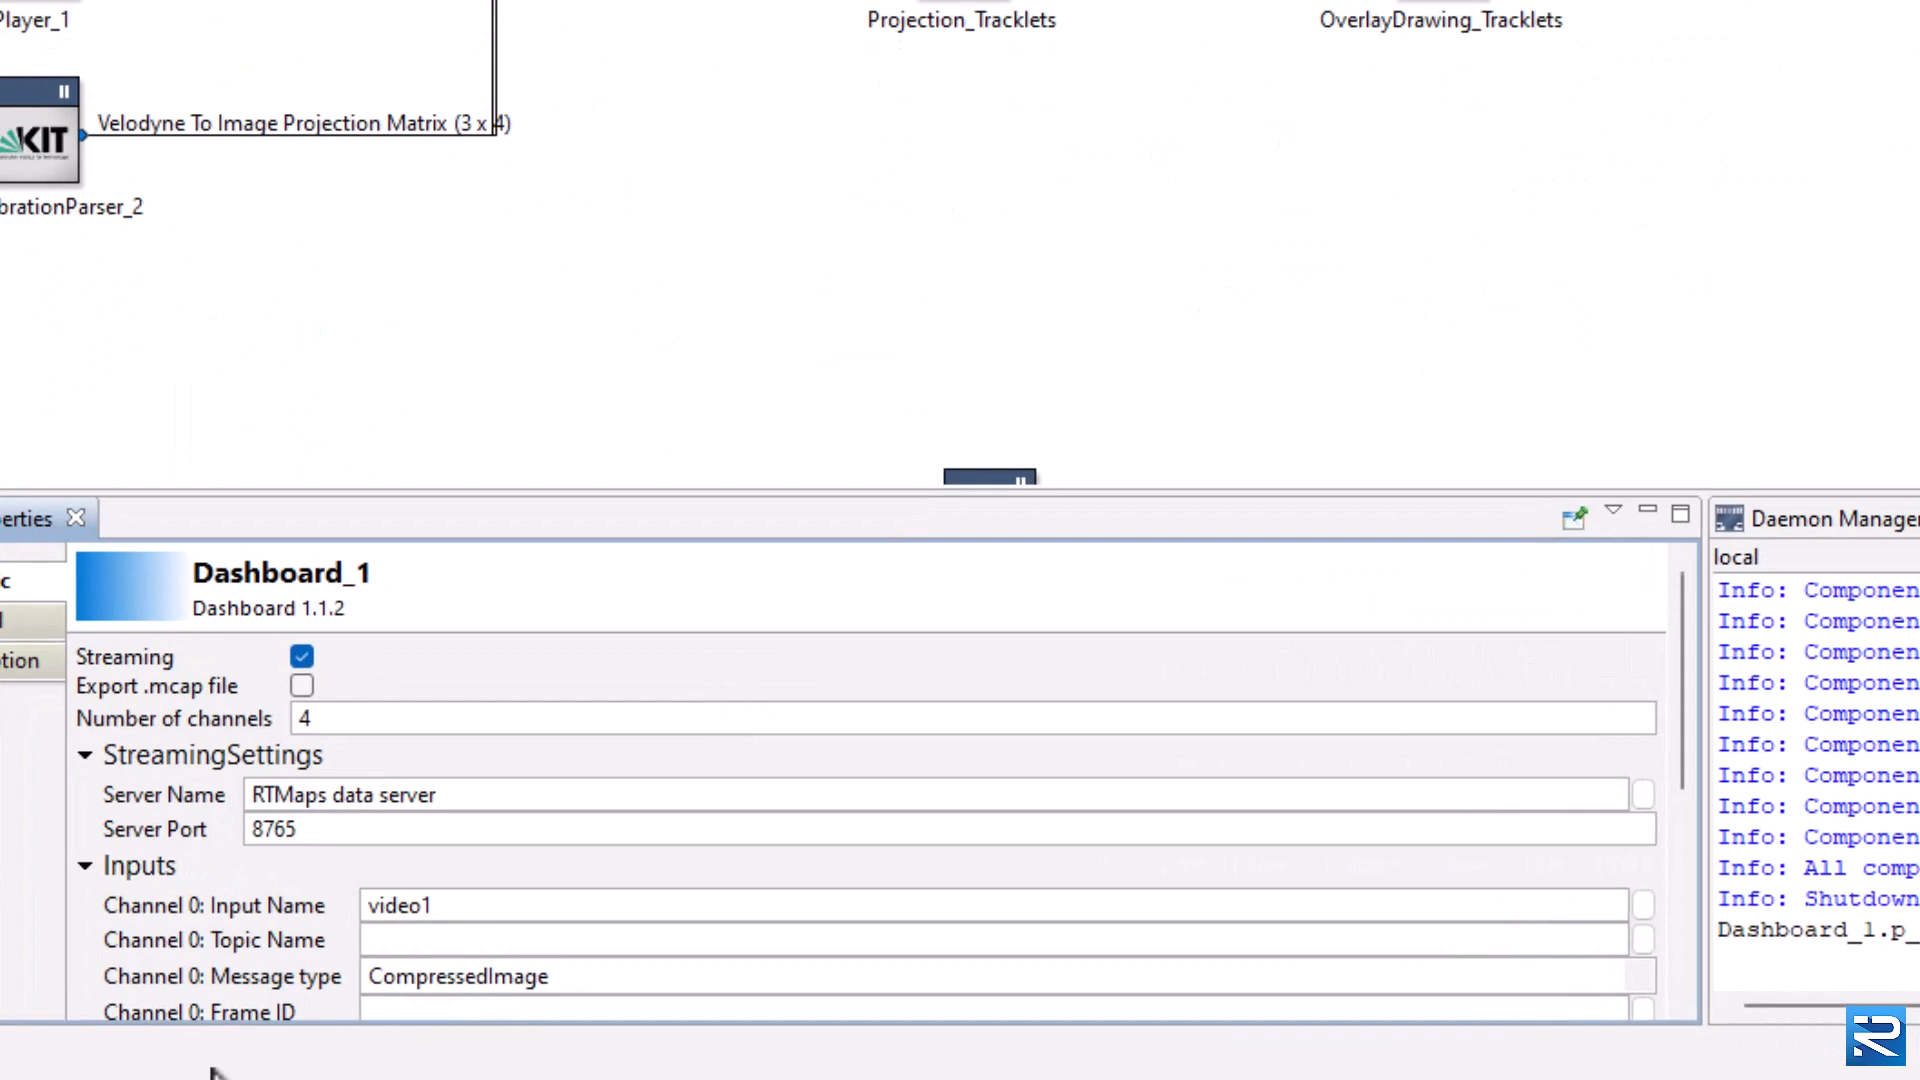 Player_1
Projection_Tracklets
OverlayDrawing_Tracklets
Velodyne To Image Projection Matrix (3 x 4)
KIT
brationParser_2
erties
Daemon Manager
local
c
Dashboard_1
Dashboard 1.1.2
tion
Streaming
Export .mcap file
Number of channels 4
StreamingSettings
Server Name RTMaps data server
Server Port 8765
Inputs
Channel 0: Input Name video1
Channel 0: Topic Name
Channel 0: Message type CompressedImage
Channel 0: Frame ID
Info: Componen
Info: Componen
Info: Componen
Info: Componen
Info: Componen
Info: Componen
Info: Componen
Info: Componen
Info: Componen
Info: All comp
Info: Shutdown
Dashboard_1.p_